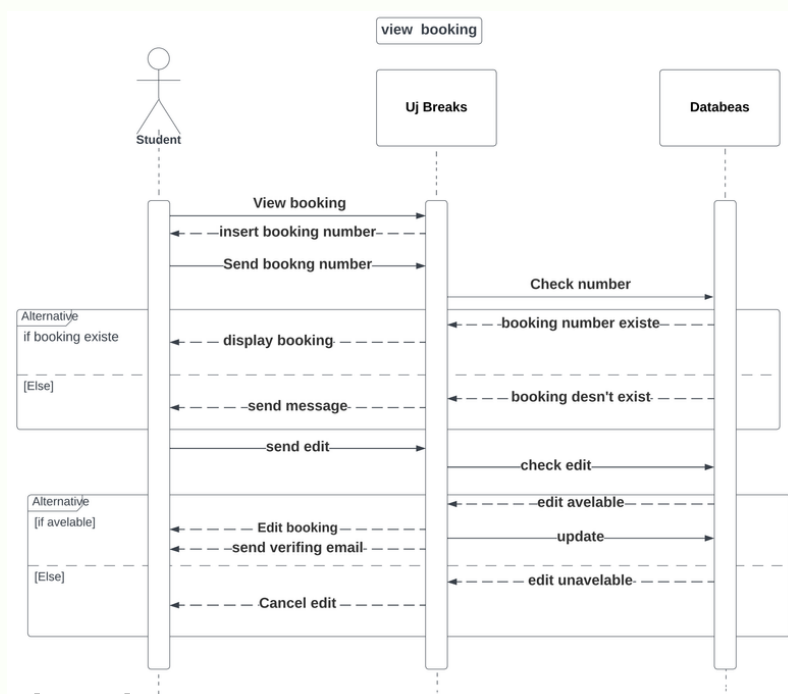 view booking
Uj Breaks
Databeas
Student
View booking
insert booking number
Send bookng number
Check number
Alternative
booking number existe
if booking existe
display booking
[Else]
booking desn't exist
send message
send edit
check edit
Alternative
edit avelable
[if avelable]
Edit booking
update
send verifing email
[Else]
edit unavelable
Cancel edit